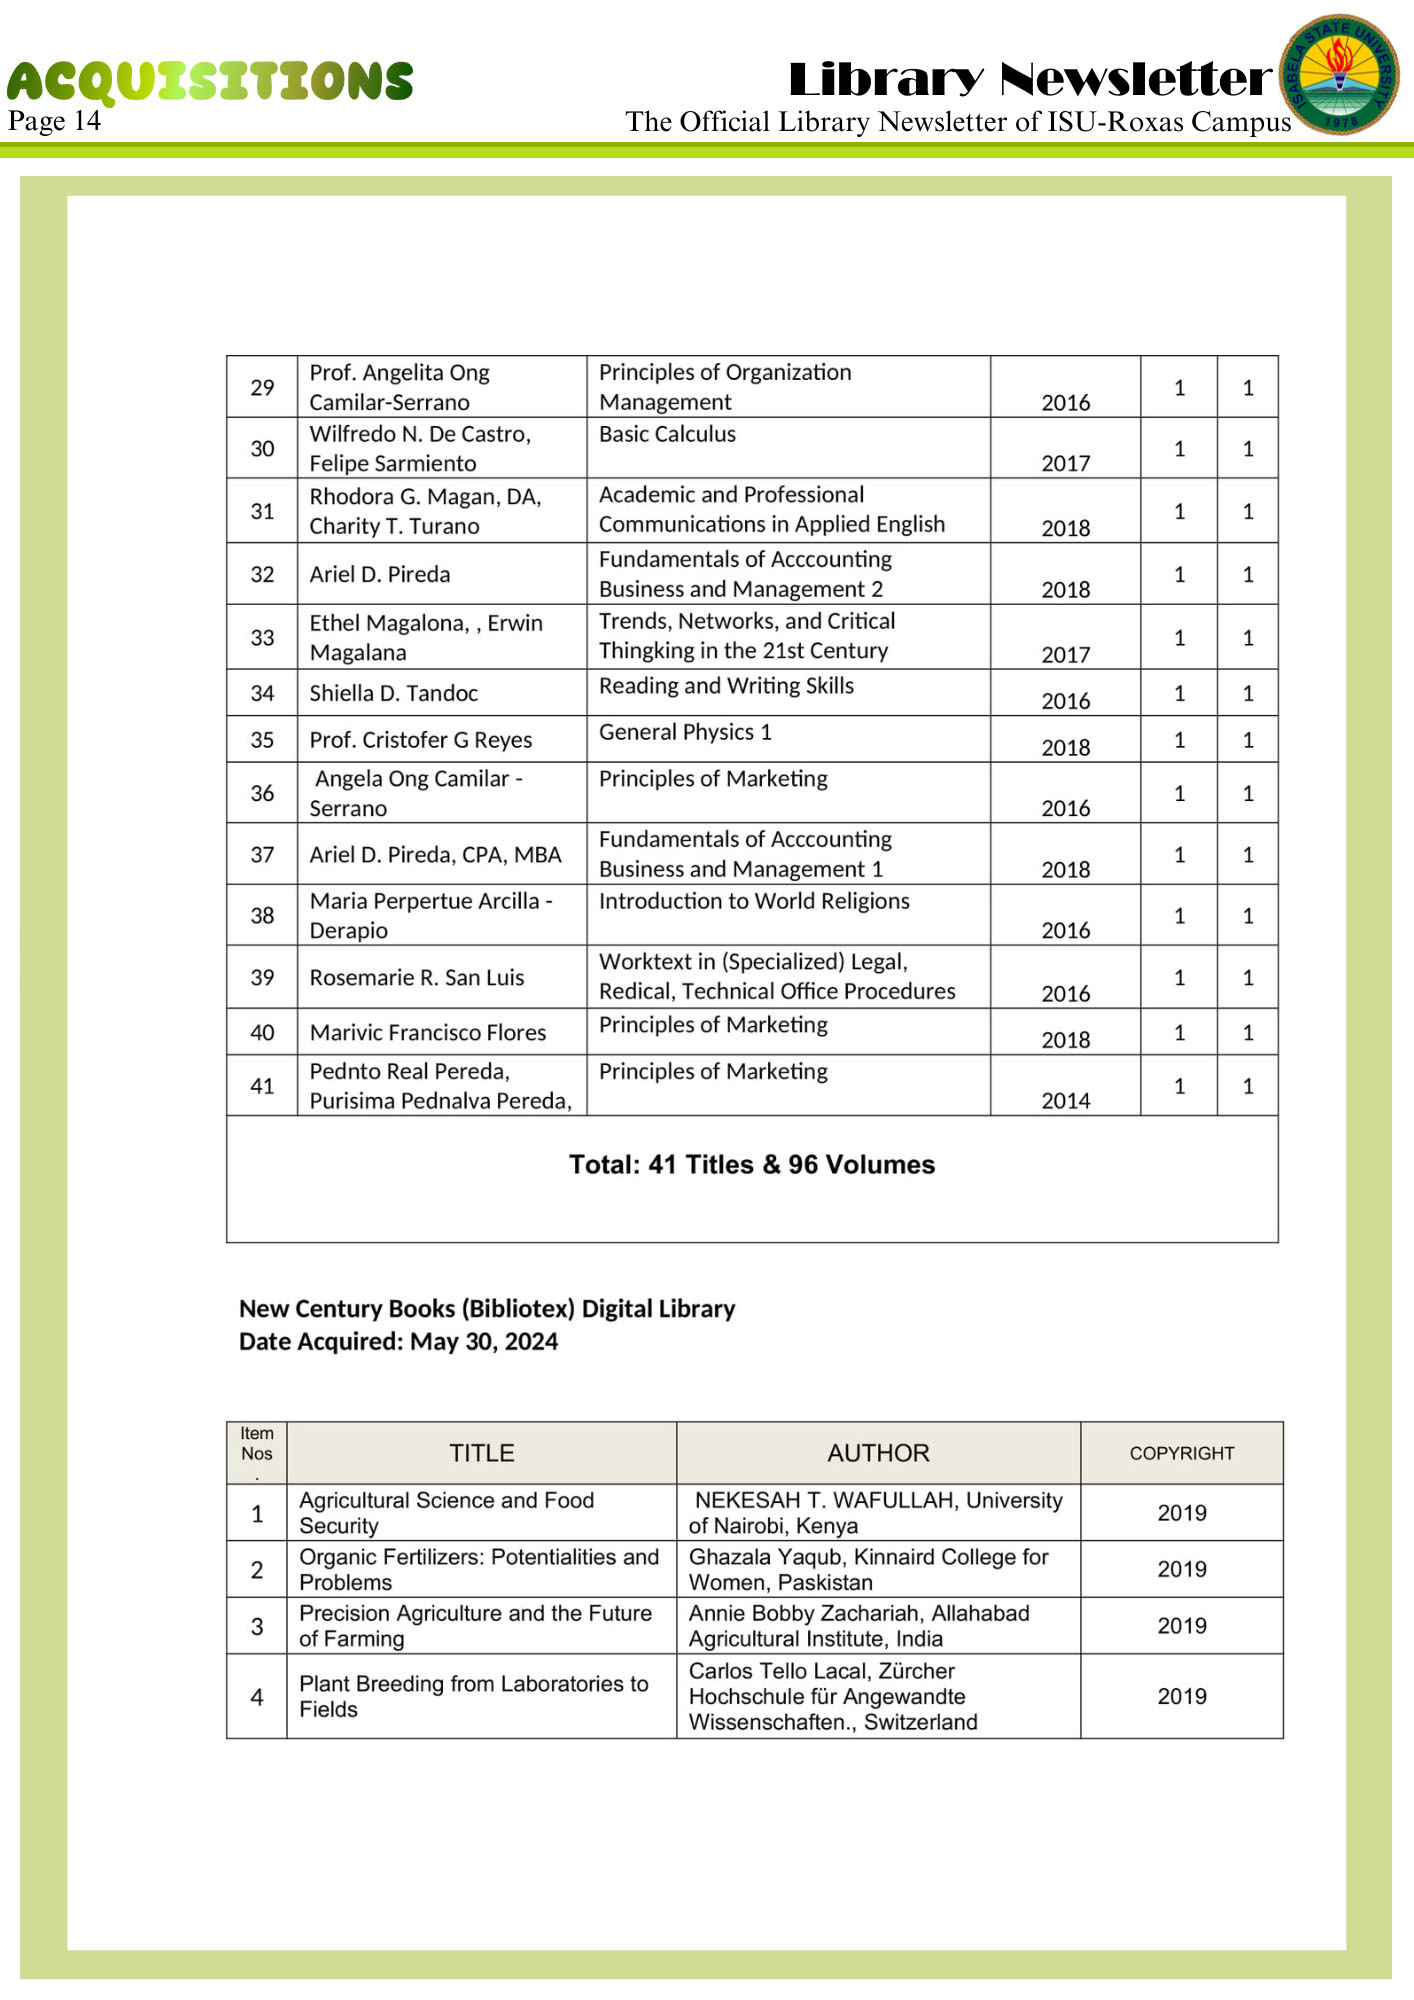 ACQUISITIONS
Page 14
Library Newsletter
The Official Library Newsletter of ISU-Roxas Campus
ISABELA STATE UNIVERSITY
1978
29 Prof. Angelita Ong Principles of Organization
Camilar-Serrano Management 2016 1 1
30 Wilfredo N. De Castro, Basic Calculus
Felipe Sarmiento 2017 1 1
31 Rhodora G. Magan, DA, Academic and Professional
Charity T. Turano Communications in Applied English 2018 1 1
32 Ariel D. Pireda Fundamentals of Acccounting
Business and Management 2 2018 1 1
33 Ethel Magalona, , Erwin Trends, Networks, and Critical
Magalana Thingking in the 21st Century 2017 1 1
34 Shiella D. Tandoc Reading and Writing Skills 2016 1 1
35 Prof. Cristofer G Reyes General Physics 1 2018 1 1
36 Angela Ong Camilar - Principles of Marketing
Serrano 2016 1 1
37 Ariel D. Pireda, CPA, MBA Fundamentals of Acccounting
Business and Management 1 2018 1 1
38 Maria Perpertue Arcilla - Introduction to World Religions
Derapio 2016 1 1
39 Rosemarie R. San Luis Worktext in (Specialized) Legal,
Redical, Technical Office Procedures 2016 1 1
40 Marivic Francisco Flores Principles of Marketing 2018 1 1
41 Pednto Real Pereda, Principles of Marketing
Purisima Pednalva Pereda, 2014 1 1
Total: 41 Titles & 96 Volumes
New Century Books (Bibliotex) Digital Library
Date Acquired: May 30, 2024
Item
Nos
. TITLE AUTHOR COPYRIGHT
1 Agricultural Science and Food NEKESAH T. WAFULLAH, University
Security of Nairobi, Kenya 2019
2 Organic Fertilizers: Potentialities and Ghazala Yaqub, Kinnaird College for
Problems Women, Paskistan 2019
3 Precision Agriculture and the Future Annie Bobby Zachariah, Allahabad
of Farming Agricultural Institute, India 2019
4 Plant Breeding from Laboratories to Carlos Tello Lacal, Zürcher
Fields Hochschule für Angewandte
Wissenschaften., Switzerland 2019